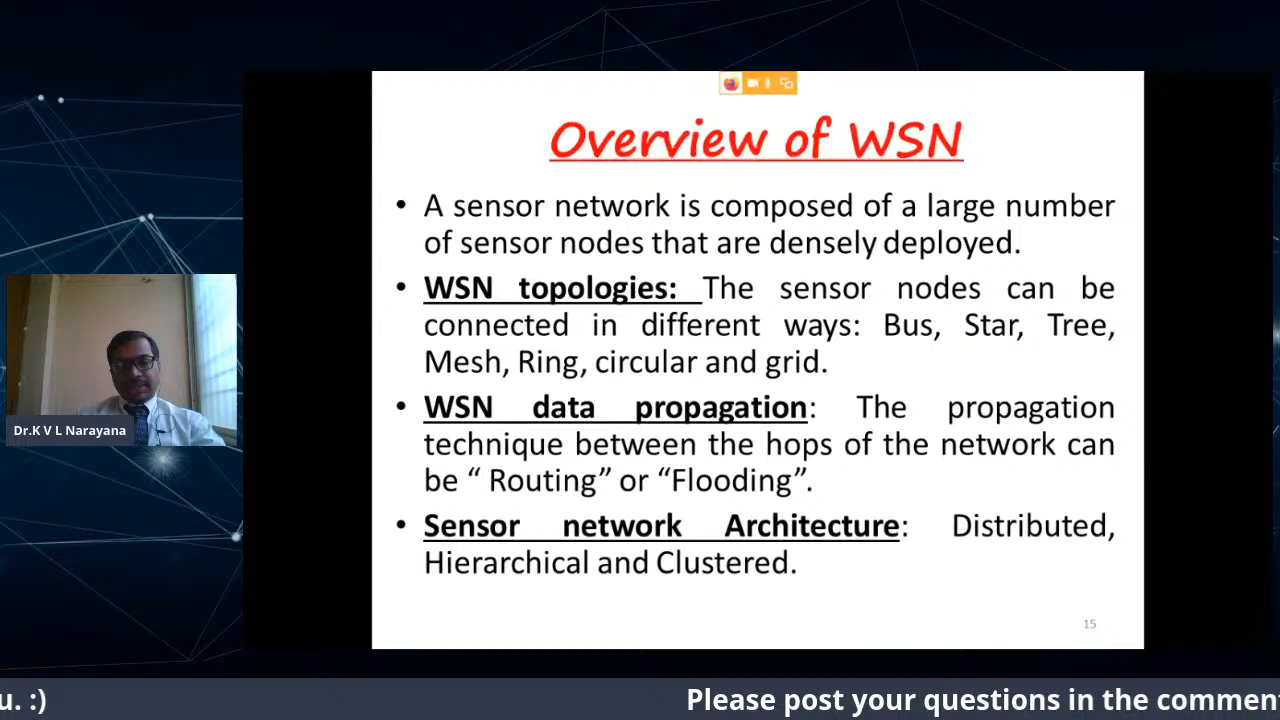 Overview of WSN
• A sensor network is composed of a large number
of sensor nodes that are densely deployed.
• WSN topologies: The sensor nodes can be
connected in different ways: Bus, Star, Tree,
Mesh, Ring, circular and grid.
• WSN data propagation: The propagation
technique between the hops of the network can
be “ Routing” or “Flooding”.
• Sensor network Architecture: Distributed,
Hierarchical and Clustered.
15
Dr.K V L Narayana
u. :) Please post your questions in the commen